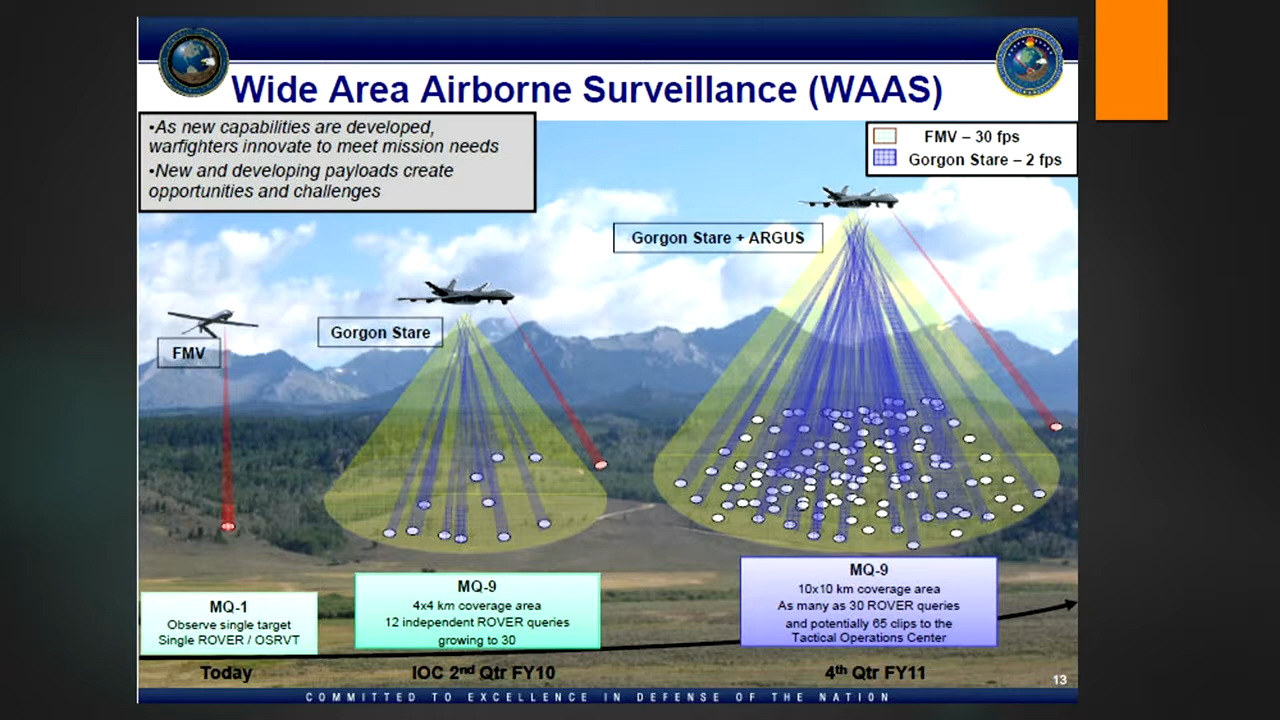 Wide Area Airborne Surveillance (WAAS)
•As new capabilities are developed,
warfighters innovate to meet mission needs
•New and developing payloads create
opportunities and challenges
FMV – 30 fps
Gorgon Stare – 2 fps
Gorgon Stare + ARGUS
Gorgon Stare
FMV
MQ-1
Observe single target
Single ROVER / OSRVT
MQ-9
4x4 km coverage area
12 independent ROVER queries
growing to 30
MQ-9
10x10 km coverage area
As many as 30 ROVER queries
and potentially 65 clips to the
Tactical Operations Center
Today
IOC 2nd Qtr FY10
4th Qtr FY11
13
COMMITTED TO EXCELLENCE IN DEFENSE OF THE NATION